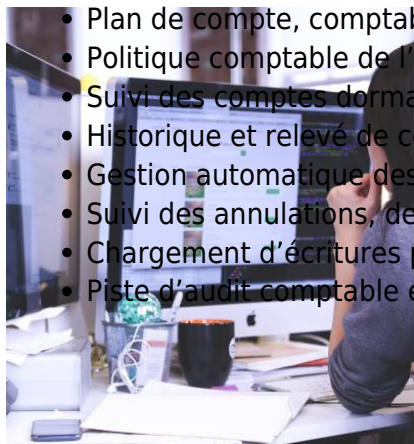 Plan de compte, comptab
Politique comptable de l'
Suivi des comptes dorma
Historique et relevé de c
Gestion automatique des
Suivi des annulations, de
Chargement d'écritures p
Piste d'audit comptable e